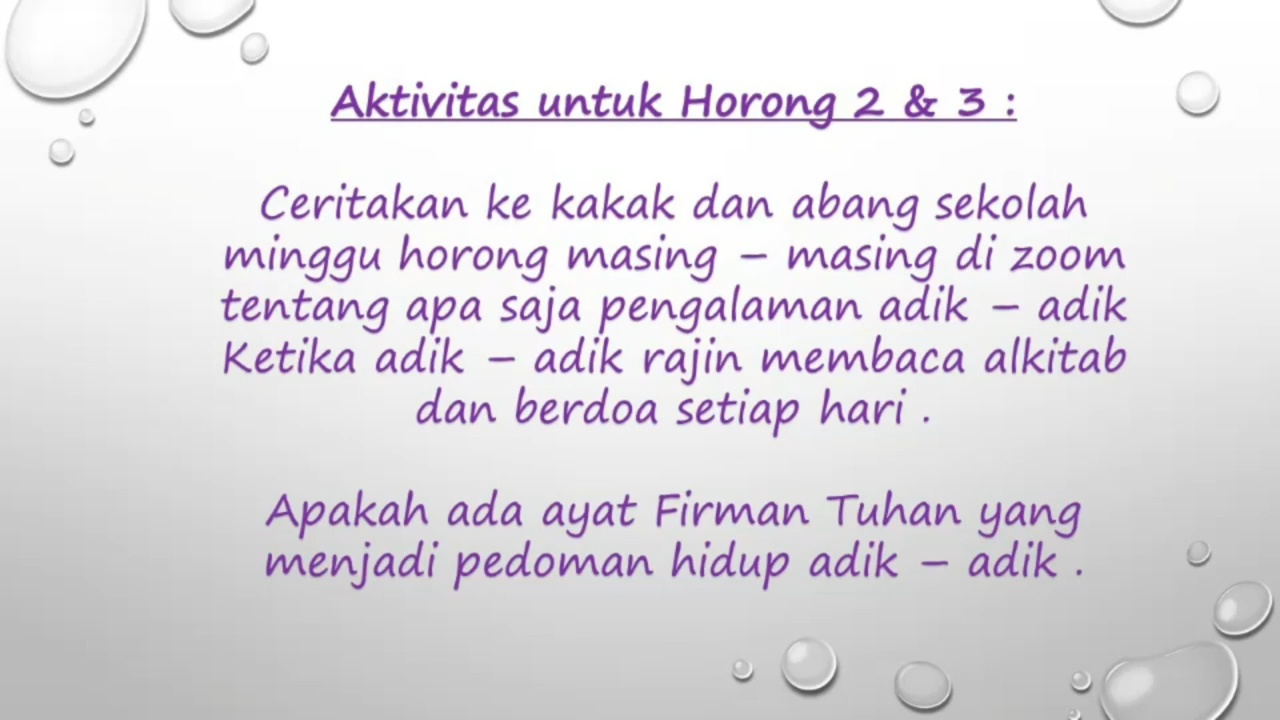 Aktivitas untuk Horong 2 & 3 :
Ceritakan ke kakak dan abang sekolah
minggu horong masing – masing di zoom
tentang apa saja pengalaman adik – adik
Ketika adik – adik rajin membaca alkitab
dan berdoa setiap hari .
Apakah ada ayat Firman Tuhan yang
menjadi pedoman hidup adik – adik .